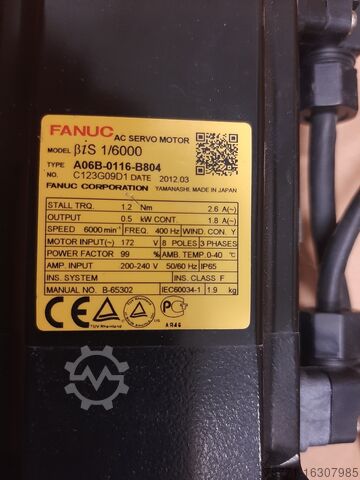 FANUC AC SERVO MOTOR
MODEL βiS 1/6000
TYPE A06B-0116-B804
NO. C123G09D1 DATE 2012.03
FANUC CORPORATION YAMANASHI, MADE IN JAPAN
STALL TRQ. 1.2 Nm 2.6 A(~)
OUTPUT 0.5 kW CONT. 1.8 A(~)
SPEED 6000 min⁻¹ FREQ. 400 Hz WIND. CON. Y
MOTOR INPUT(~) 172 V 8 POLES 3 PHASES
POWER FACTOR 99 % AMB. TEMP. 0-40 ℃
AMP. INPUT 200-240 V 50/60 Hz IP65
INS. SYSTEM INS. CLASS F
MANUAL NO. B-65302 IEC60034-1 1.9 kg
CE
TUV Rheinland
AB46
Machineseeker
16307985